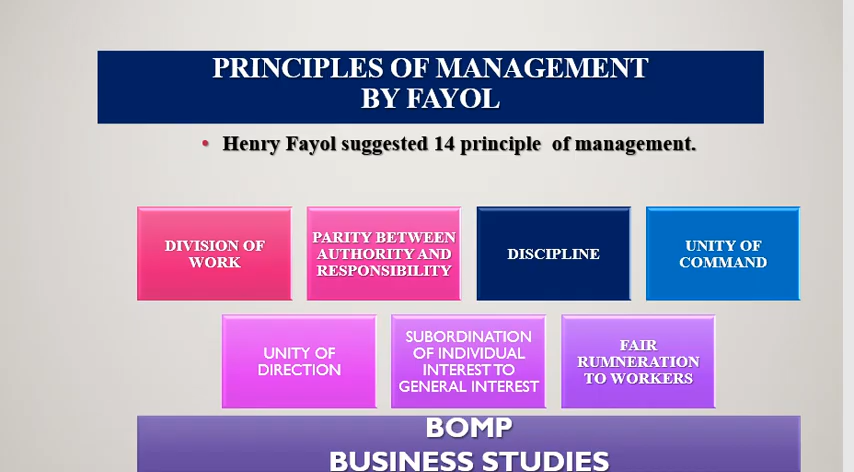 PRINCIPLES OF MANAGEMENT
BY FAYOL
• Henry Fayol suggested 14 principle of management.
DIVISION OF
WORK
PARITY BETWEEN
AUTHORITY AND
RESPONSIBILITY
DISCIPLINE
UNITY OF
COMMAND
UNITY OF
DIRECTION
SUBORDINATION
OF INDIVIDUAL
INTEREST TO
GENERAL INTEREST
FAIR
RUMNERATION
TO WORKERS
BOMP
BUSINESS STUDIES